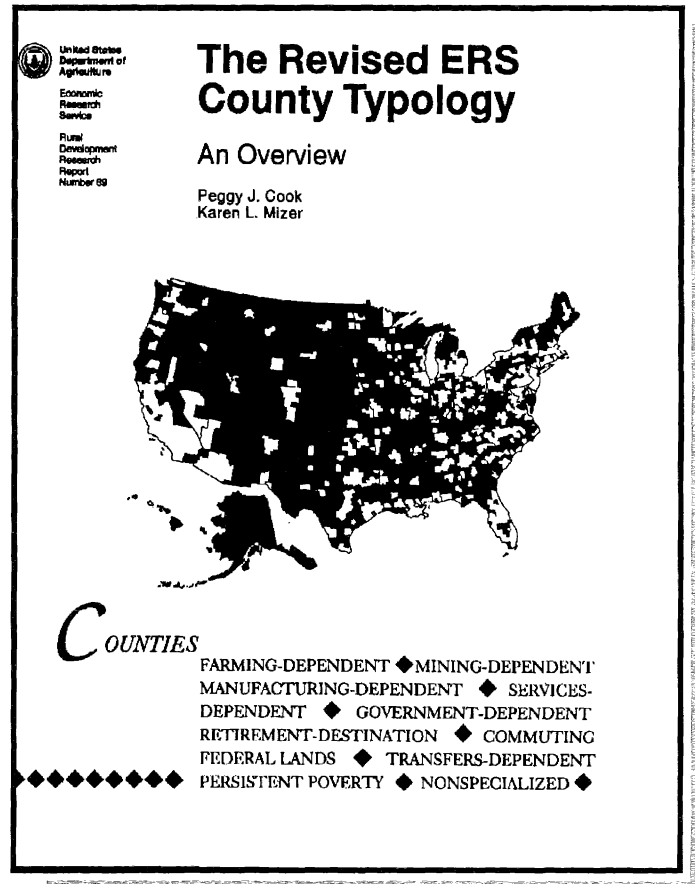 United States
Department of
Agriculture
Economic
Research
Service
Rural
Development
Research
Report
Number 69
The Revised ERS
County Typology
An Overview
Peggy J. Cook
Karen L. Mizer
COUNTIES
FARMING-DEPENDENT ◆ MINING-DEPENDENT
MANUFACTURING-DEPENDENT ◆ SERVICES-
DEPENDENT ◆ GOVERNMENT-DEPENDENT
RETIREMENT-DESTINATION ◆ COMMUTING
FEDERAL LANDS ◆ TRANSFERS-DEPENDENT
PERSISTENT POVERTY ◆ NONSPECIALIZED ◆